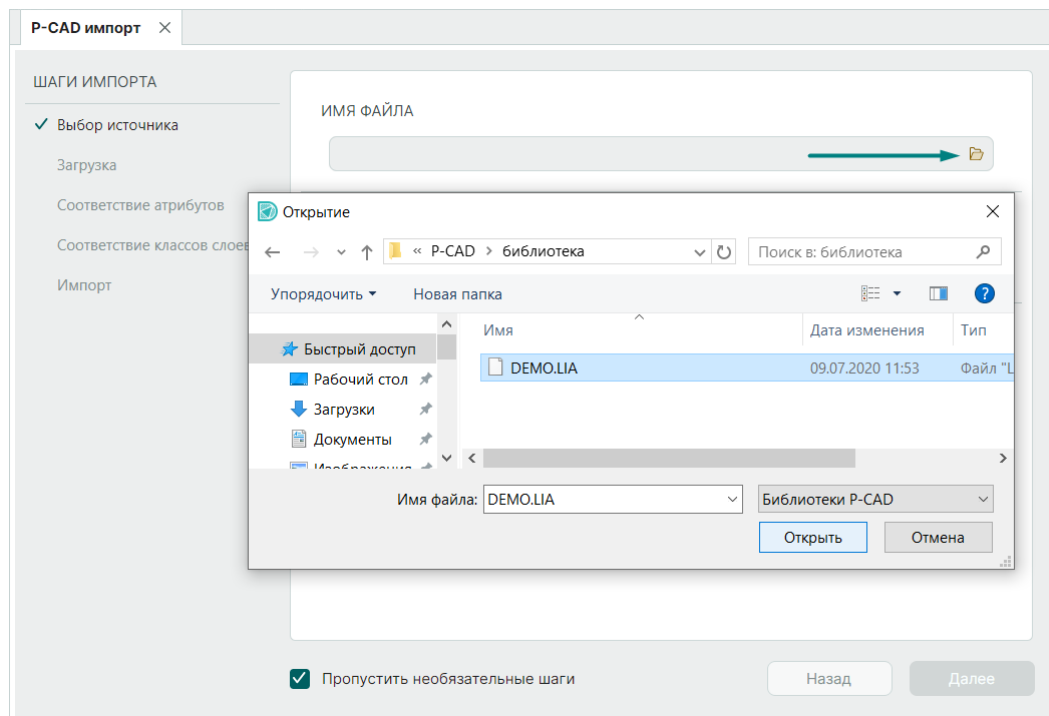 P-CAD импорт
ШАГИ ИМПОРТА
Выбор источника
Загрузка
Соответствие атрибутов
Соответствие классов слоев
Импорт
ИМЯ ФАЙЛА
Открытие
« P-CAD > библиотека
Поиск в: библиотека
Упорядочить
Новая папка
?
Имя
Дата изменения
Тип
Быстрый доступ
Рабочий стол
Загрузки
Документы
Изображения
DEMO.LIA
09.07.2020 11:53
Файл "L
Имя файла:
DEMO.LIA
Библиотеки P-CAD
Открыть
Отмена
Пропустить необязательные шаги
Назад
Далее